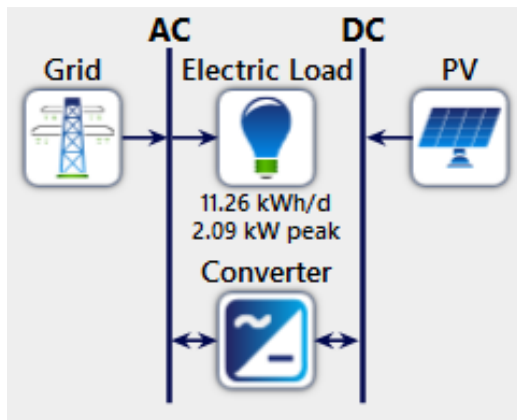 AC DC
Grid Electric Load PV
11.26 kWh/d
2.09 kW peak
Converter